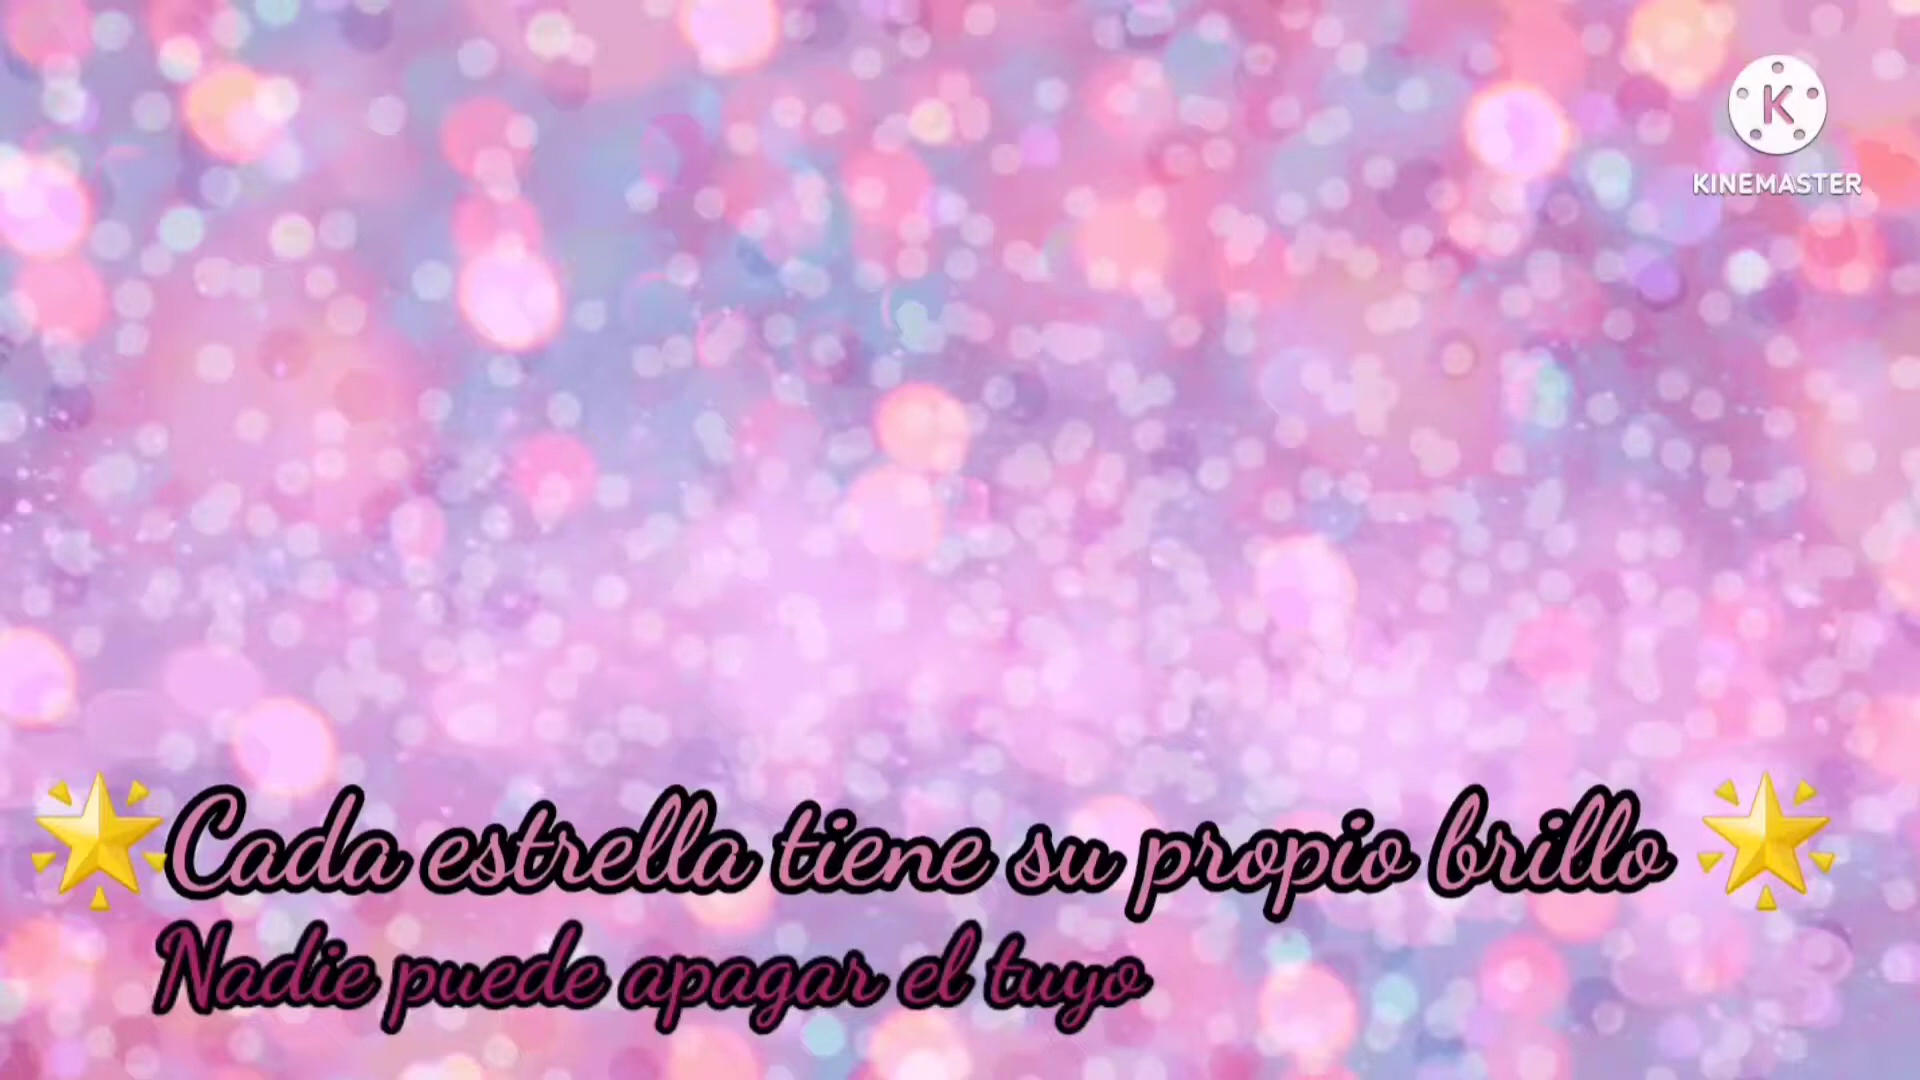 K
KINEMASTER
Cada estrella tiene su propio brillo
Nadie puede apagar el tuyo